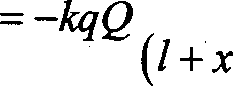 = -kqQ
(l + x